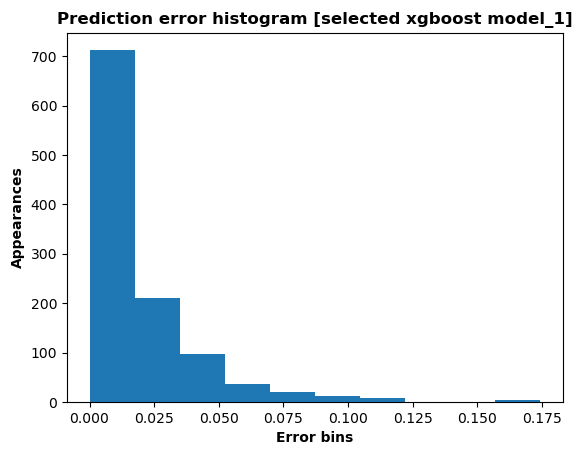 Prediction error histogram [selected xgboost model_1]
700
600
500
400
300
200
100
0
Appearances
0.000 0.025 0.050 0.075 0.100 0.125 0.150 0.175
Error bins